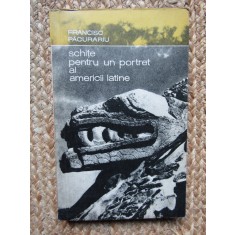 FRANCISC
PĂCURARIU
schițe
pentru un portret
al
americii latine